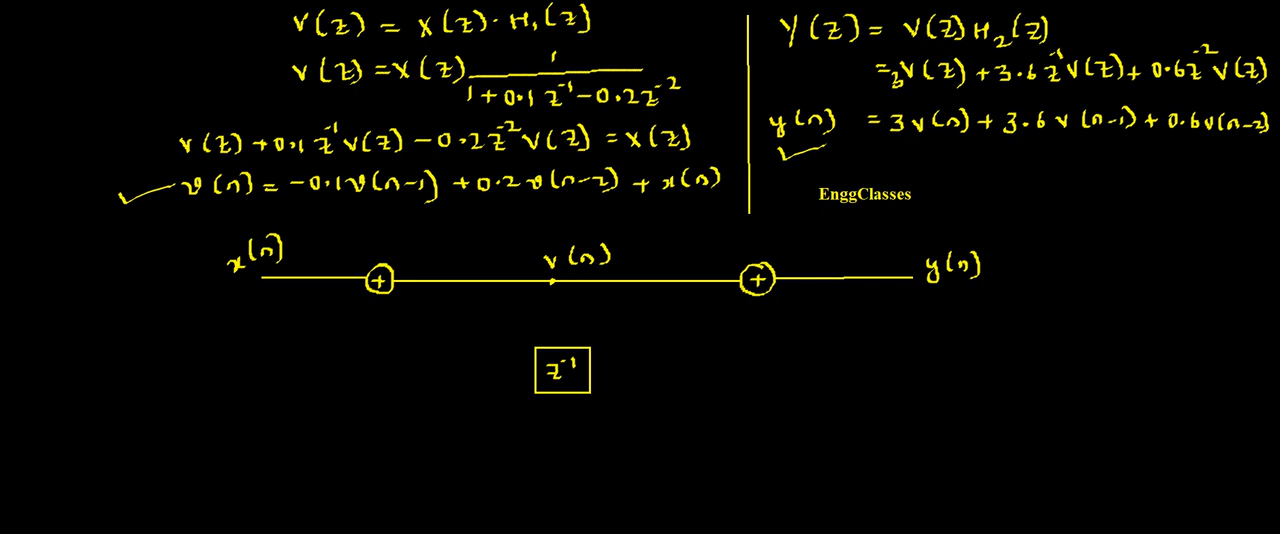 V(z) = X(z) · H₁(z)
V(z) = X(z) 1 / 1 + 0.1 z⁻¹ − 0.2 z⁻²
V(z) + 0.1 z⁻¹ V(z) − 0.2 z⁻² V(z) = X(z)
v(n) = −0.1 v(n−1) + 0.2 v(n−2) + x(n)
Y(z) = V(z) H₂(z)
= 3 V(z) + 3.6 z⁻¹ V(z) + 0.6 z⁻² V(z)
y(n) = 3 v(n) + 3.6 v(n−1) + 0.6 v(n−2)
EnggClasses
x(n) + v(n) + y(n)
z⁻¹